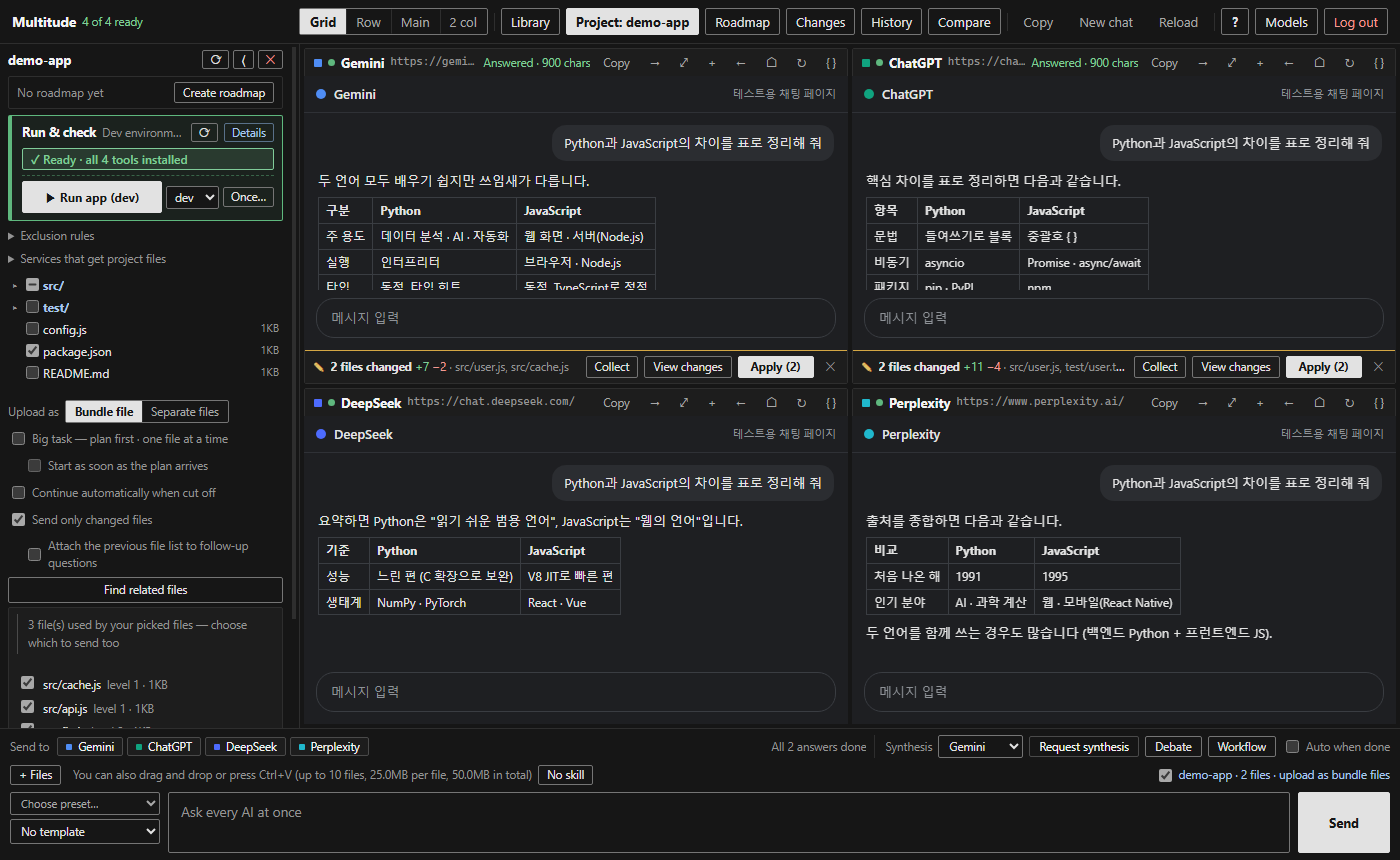 Multitude 4 of 4 ready
Grid Row Main 2 col Library Project: demo-app Roadmap Changes History Compare Copy New chat Reload ? Models Log out
demo-app
No roadmap yet Create roadmap
Run & check Dev environm... Details
✓ Ready · all 4 tools installed
▶ Run app (dev) dev Once...
Exclusion rules
Services that get project files
src/
test/
config.js 1KB
package.json 1KB
README.md 1KB
Upload as Bundle file Separate files
Big task — plan first · one file at a time
Start as soon as the plan arrives
Continue automatically when cut off
Send only changed files
Attach the previous file list to follow-up
questions
Find related files
3 file(s) used by your picked files — choose
which to send too
src/cache.js level 1 · 1KB
src/api.js level 1 · 1KB
Gemini https://gemi... Answered · 900 chars Copy → ⤢ + ← ↻ { }
Gemini 테스트용 채팅 페이지
Python과 JavaScript의 차이를 표로 정리해 줘
두 언어 모두 배우기 쉽지만 쓰임새가 다릅니다.
구분 Python JavaScript
주 용도 데이터 분석 · AI · 자동화 웹 화면 · 서버(Node.js)
실행 인터프리터 브라우저 · Node.js
타입 동적, 타입 힌트 동적, TypeScript로 정적
메시지 입력
2 files changed +7 −2 · src/user.js, src/cache.js Collect View changes Apply (2)
ChatGPT https://cha... Answered · 900 chars Copy → ⤢ + ← ↻ { }
ChatGPT 테스트용 채팅 페이지
Python과 JavaScript의 차이를 표로 정리해 줘
핵심 차이를 표로 정리하면 다음과 같습니다.
항목 Python JavaScript
문법 들여쓰기로 블록 중괄호 { }
비동기 asyncio Promise · async/await
패키지 pip · PyPI npm
메시지 입력
2 files changed +11 −4 · src/user.js, test/user.t... Collect View changes Apply (2)
DeepSeek https://chat.deepseek.com/ Copy → ⤢ + ← ↻ { }
DeepSeek 테스트용 채팅 페이지
Python과 JavaScript의 차이를 표로 정리해 줘
요약하면 Python은 "읽기 쉬운 범용 언어", JavaScript는 "웹의 언어"입니다.
기준 Python JavaScript
성능 느린 편 (C 확장으로 보완) V8 JIT로 빠른 편
생태계 NumPy · PyTorch React · Vue
메시지 입력
Perplexity https://www.perplexity.ai/ Copy → ⤢ + ← ↻ { }
Perplexity 테스트용 채팅 페이지
Python과 JavaScript의 차이를 표로 정리해 줘
출처를 종합하면 다음과 같습니다.
비교 Python JavaScript
처음 나온 해 1991 1995
인기 분야 AI · 과학 계산 웹 · 모바일(React Native)
두 언어를 함께 쓰는 경우도 많습니다 (백엔드 Python + 프런트엔드 JS).
메시지 입력
Send to Gemini ChatGPT DeepSeek Perplexity All 2 answers done Synthesis Gemini Request synthesis Debate Workflow Auto when done
+ Files You can also drag and drop or press Ctrl+V (up to 10 files, 25.0MB per file, 50.0MB in total) No skill demo-app · 2 files · upload as bundle files
Choose preset...
No template
Ask every AI at once
Send